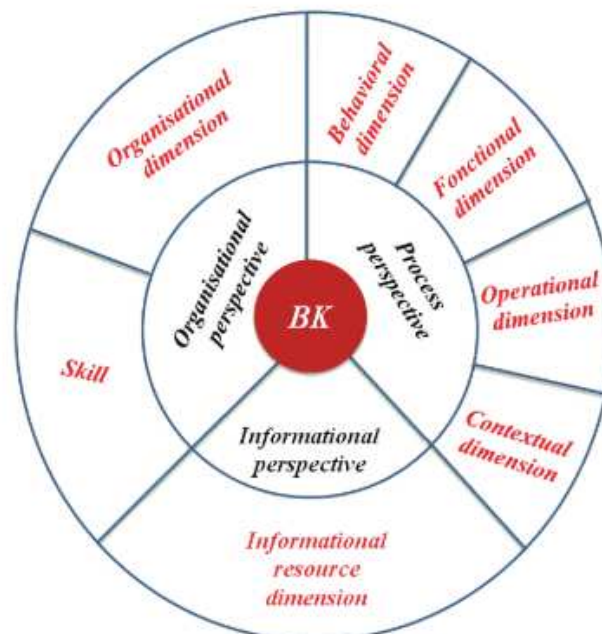 Organisational
dimension
Behavioral
dimension
Fonctional
dimension
Organisational
perspective
Process
perspective
BK
Operational
dimension
Skill
Contextual
dimension
Informational
perspective
Informational
resource
dimension